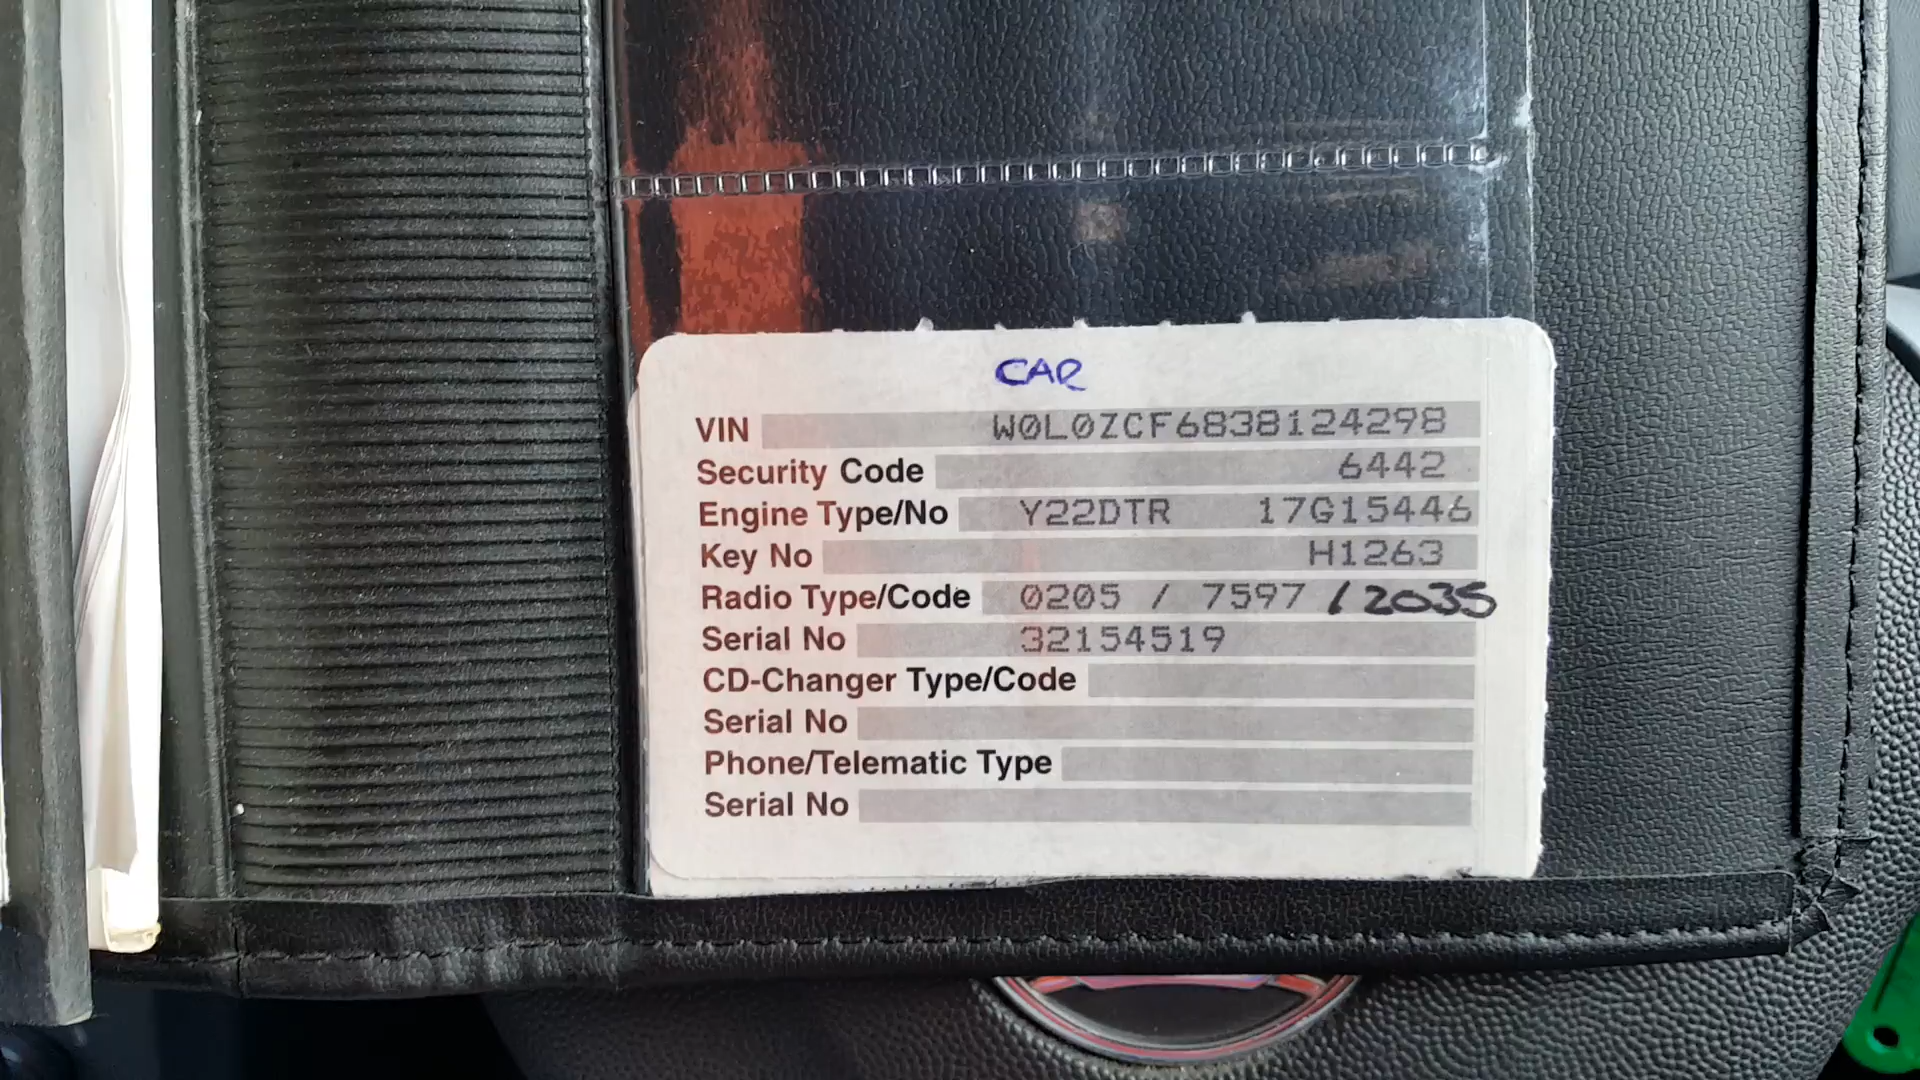 CAR
VIN W0L0ZCF6838124298
Security Code 6442
Engine Type/No Y22DTR 17G15446
Key No H1263
Radio Type/Code 0205 / 7597 / 2035
Serial No 32154519
CD-Changer Type/Code
Serial No
Phone/Telematic Type
Serial No